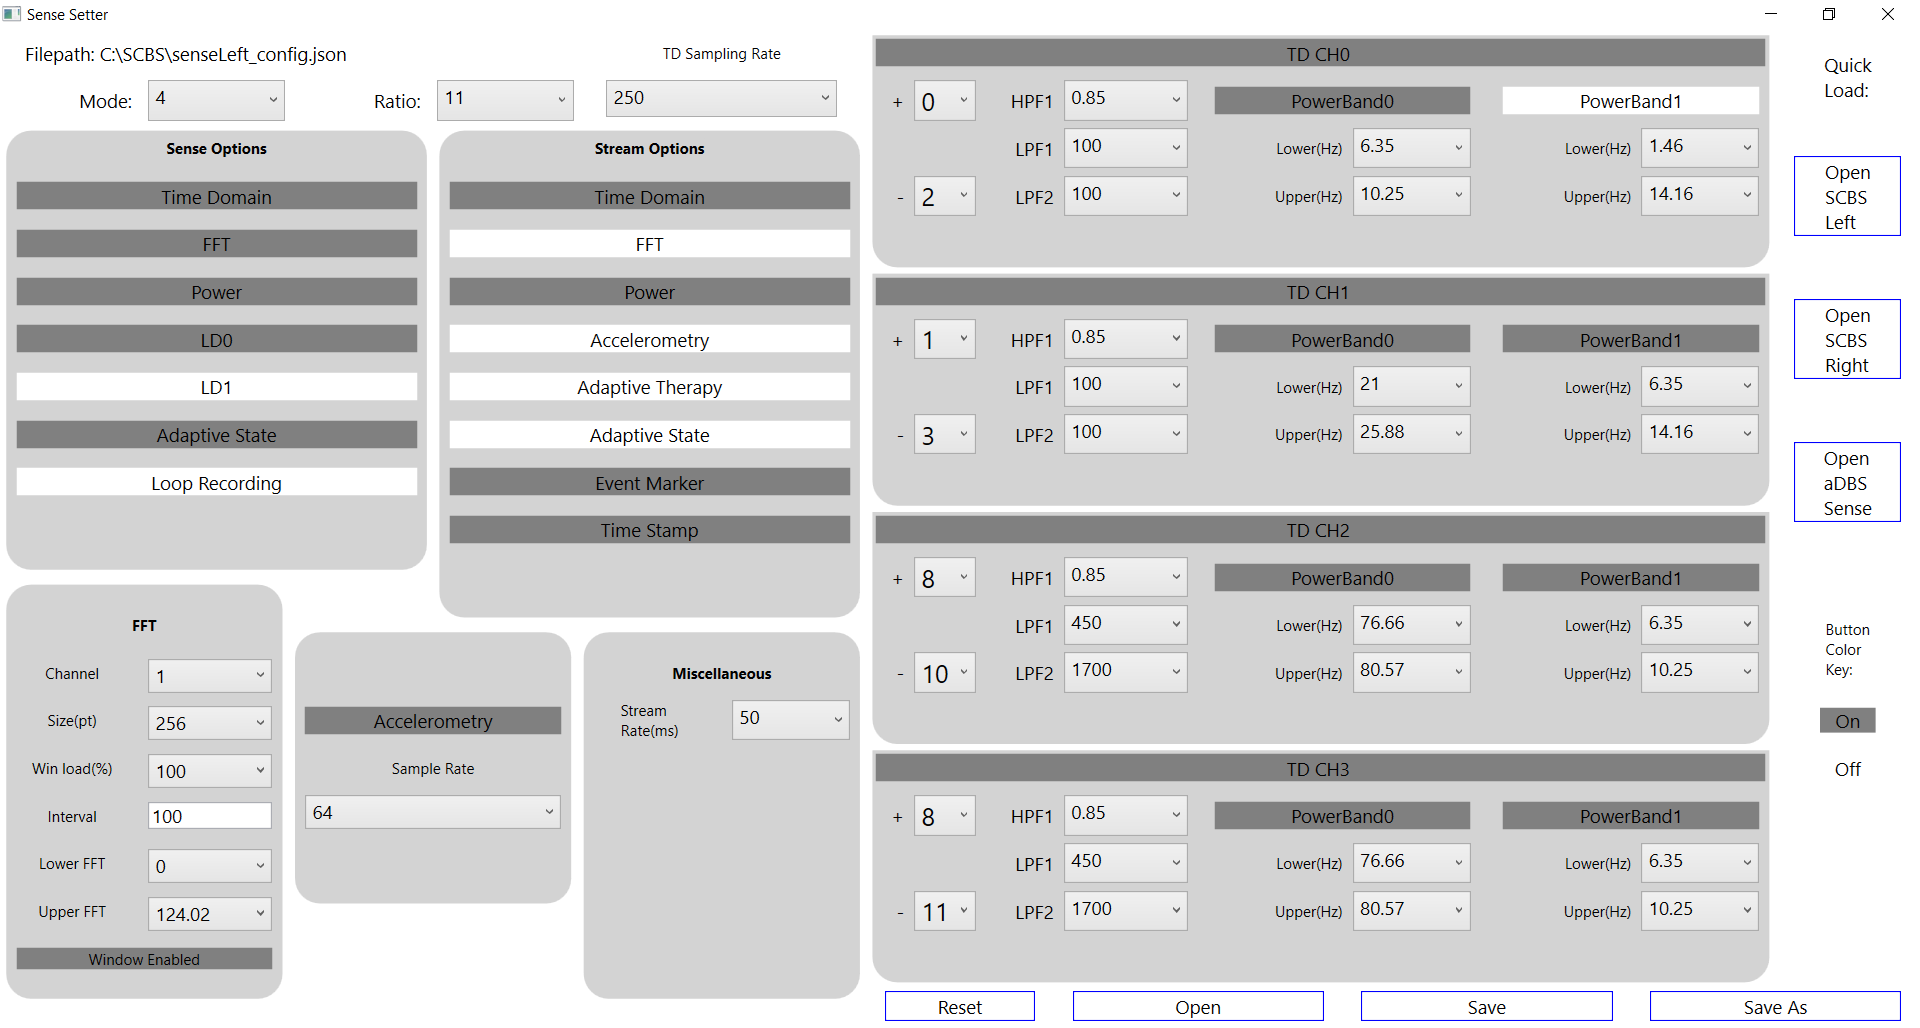 Sense Setter
Filepath: C:\SCBS\senseLeft_config.json
TD Sampling Rate
Mode: 4
Ratio: 11
250
Sense Options
Time Domain
FFT
Power
LD0
LD1
Adaptive State
Loop Recording
Stream Options
Time Domain
FFT
Power
Accelerometry
Adaptive Therapy
Adaptive State
Event Marker
Time Stamp
FFT
Channel 1
Size(pt) 256
Win load(%) 100
Interval 100
Lower FFT 0
Upper FFT 124.02
Window Enabled
Accelerometry
Sample Rate
64
Miscellaneous
Stream
Rate(ms) 50
TD CH0
+ 0 HPF1 0.85 PowerBand0 PowerBand1
LPF1 100 Lower(Hz) 6.35 Lower(Hz) 1.46
- 2 LPF2 100 Upper(Hz) 10.25 Upper(Hz) 14.16
TD CH1
+ 1 HPF1 0.85 PowerBand0 PowerBand1
LPF1 100 Lower(Hz) 21 Lower(Hz) 6.35
- 3 LPF2 100 Upper(Hz) 25.88 Upper(Hz) 14.16
TD CH2
+ 8 HPF1 0.85 PowerBand0 PowerBand1
LPF1 450 Lower(Hz) 76.66 Lower(Hz) 6.35
- 10 LPF2 1700 Upper(Hz) 80.57 Upper(Hz) 10.25
TD CH3
+ 8 HPF1 0.85 PowerBand0 PowerBand1
LPF1 450 Lower(Hz) 76.66 Lower(Hz) 6.35
- 11 LPF2 1700 Upper(Hz) 80.57 Upper(Hz) 10.25
Reset
Open
Save
Save As
Quick
Load:
Open
SCBS
Left
Open
SCBS
Right
Open
aDBS
Sense
Button
Color
Key:
On
Off